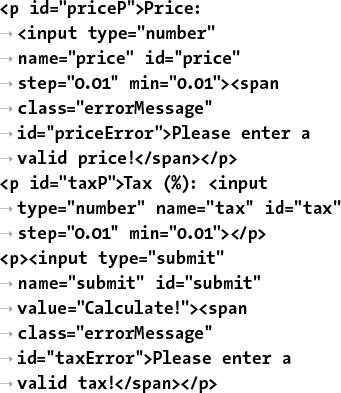 <p id="priceP">Price:
→ <input type="number"
→ name="price" id="price"
→ step="0.01" min="0.01"><span
→ class="errorMessage"
→ id="priceError">Please enter a
→ valid price!</span></p>
<p id="taxP">Tax (%): <input
→ type="number" name="tax" id="tax"
→ step="0.01" min="0.01"></p>
<p><input type="submit"
→ name="submit" id="submit"
→ value="Calculate!"><span
→ class="errorMessage"
→ id="taxError">Please enter a
→ valid tax!</span></p>